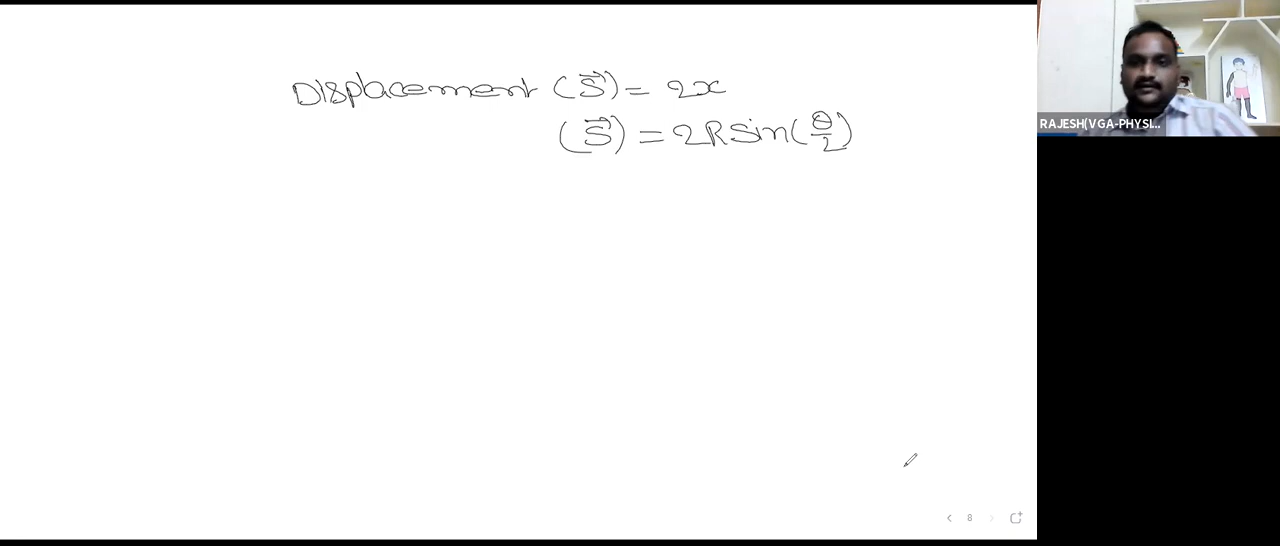 Displacement (S⃗) = 2x
(S⃗) = 2R Sin(θ/2)
RAJESH(VGA-PHYSI...
8